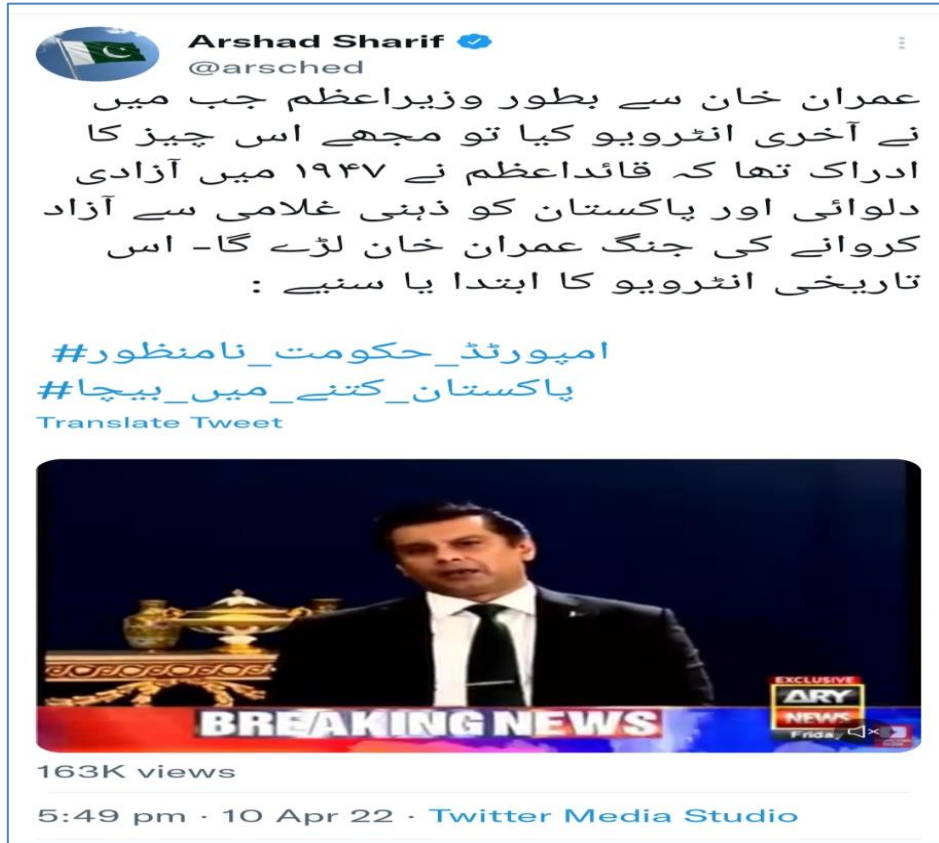 Arshad Sharif
@arsched
عمران خان سے بطور وزیراعظم جب میں
نے آخری انٹرویو کیا تو مجھے اس چیز کا
ادراک تھا کہ قائداعظم نے ۱۹۴۷ میں آزادی
دلوائی اور پاکستان کو ذہنی غلامی سے آزاد
کروانے کی جنگ عمران خان لڑے گا- اس
تاریخی انٹرویو کا ابتدا یا سنیے :
#امپورٹڈ_حکومت_نامنظور
#پاکستان_کتنے_میں_بیچا
Translate Tweet
EXCLUSIVE
ARY
NEWS
Friday
BREAKING NEWS
163K views
5:49 pm · 10 Apr 22 · Twitter Media Studio